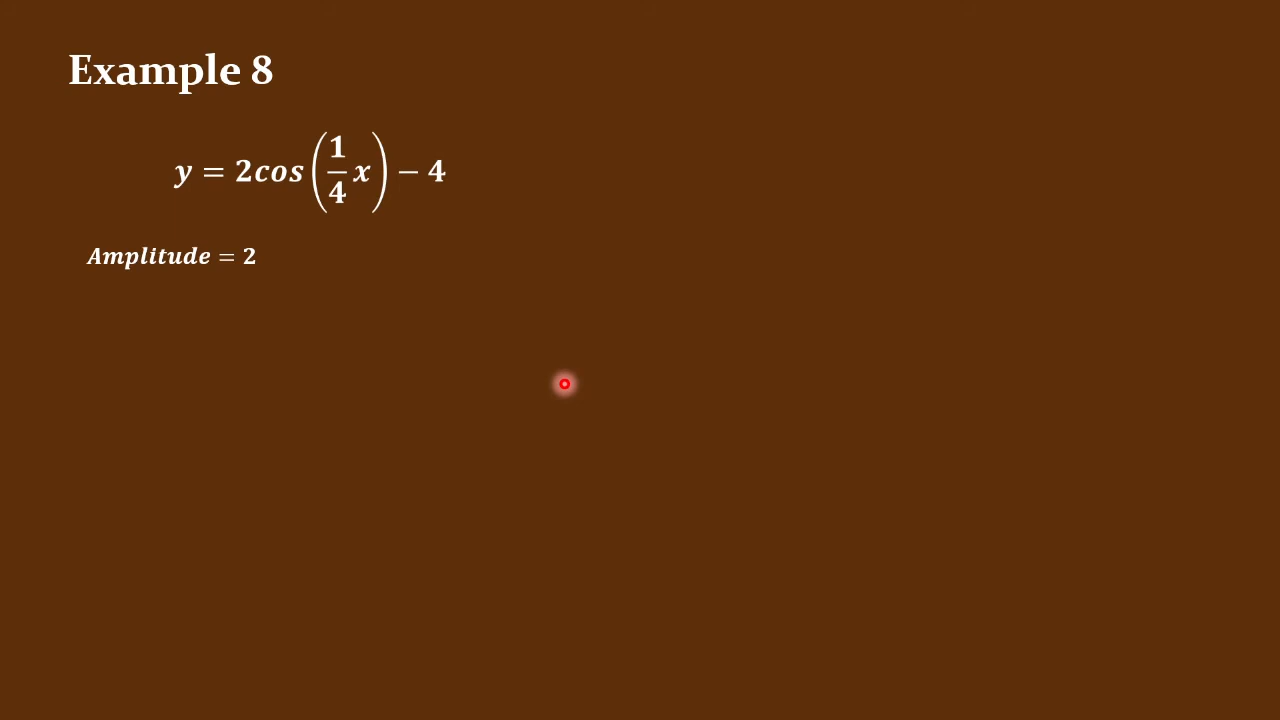 Example 8
y = 2cos(1/4 x) − 4
Amplitude = 2